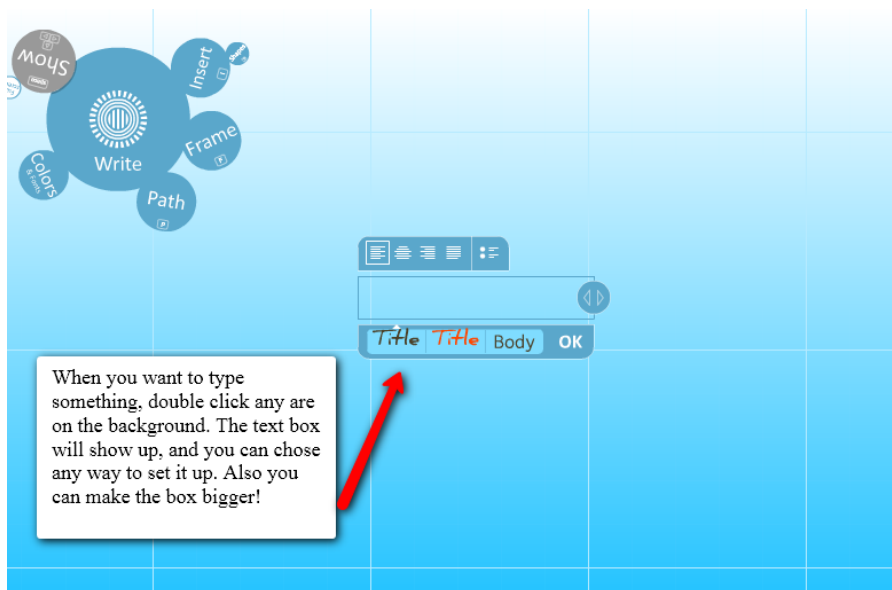 Show
Insert
I
Shapes
Write
Frame
F
Colors
& Fonts
Path
P
Title Title Body OK
When you want to type
something, double click any are
on the background. The text box
will show up, and you can chose
any way to set it up. Also you
can make the box bigger!